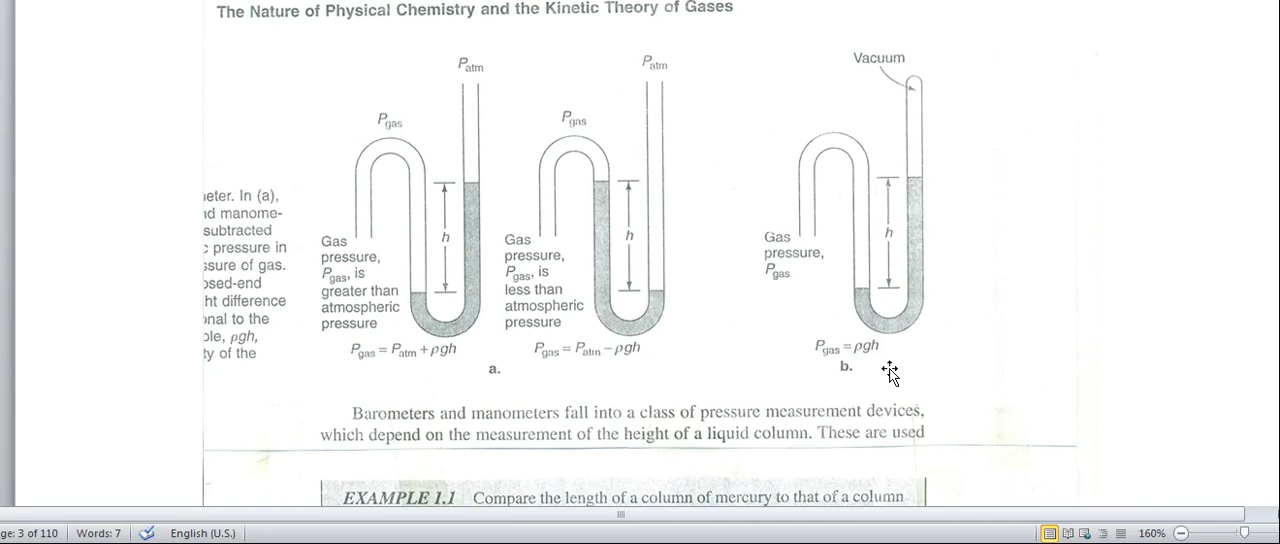 The Nature of Physical Chemistry and the Kinetic Theory of Gases
Patm
Patm
Vacuum
Pgas
Pgas
eter. In (a),
d manome-
subtracted
pressure in
ssure of gas.
osed-end
ht difference
onal to the
ple, ρgh,
ty of the
h
Gas
pressure,
Pgas, is
greater than
atmospheric
pressure
Pgas = Patm + ρgh
h
Gas
pressure,
Pgas, is
less than
atmospheric
pressure
Pgas = Patm − ρgh
a.
h
Gas
pressure,
Pgas
Pgas = ρgh
b.
Barometers and manometers fall into a class of pressure measurement devices,
which depend on the measurement of the height of a liquid column. These are used
EXAMPLE 1.1 Compare the length of a column of mercury to that of a column
ge: 3 of 110 Words: 7 English (U.S.) 160%